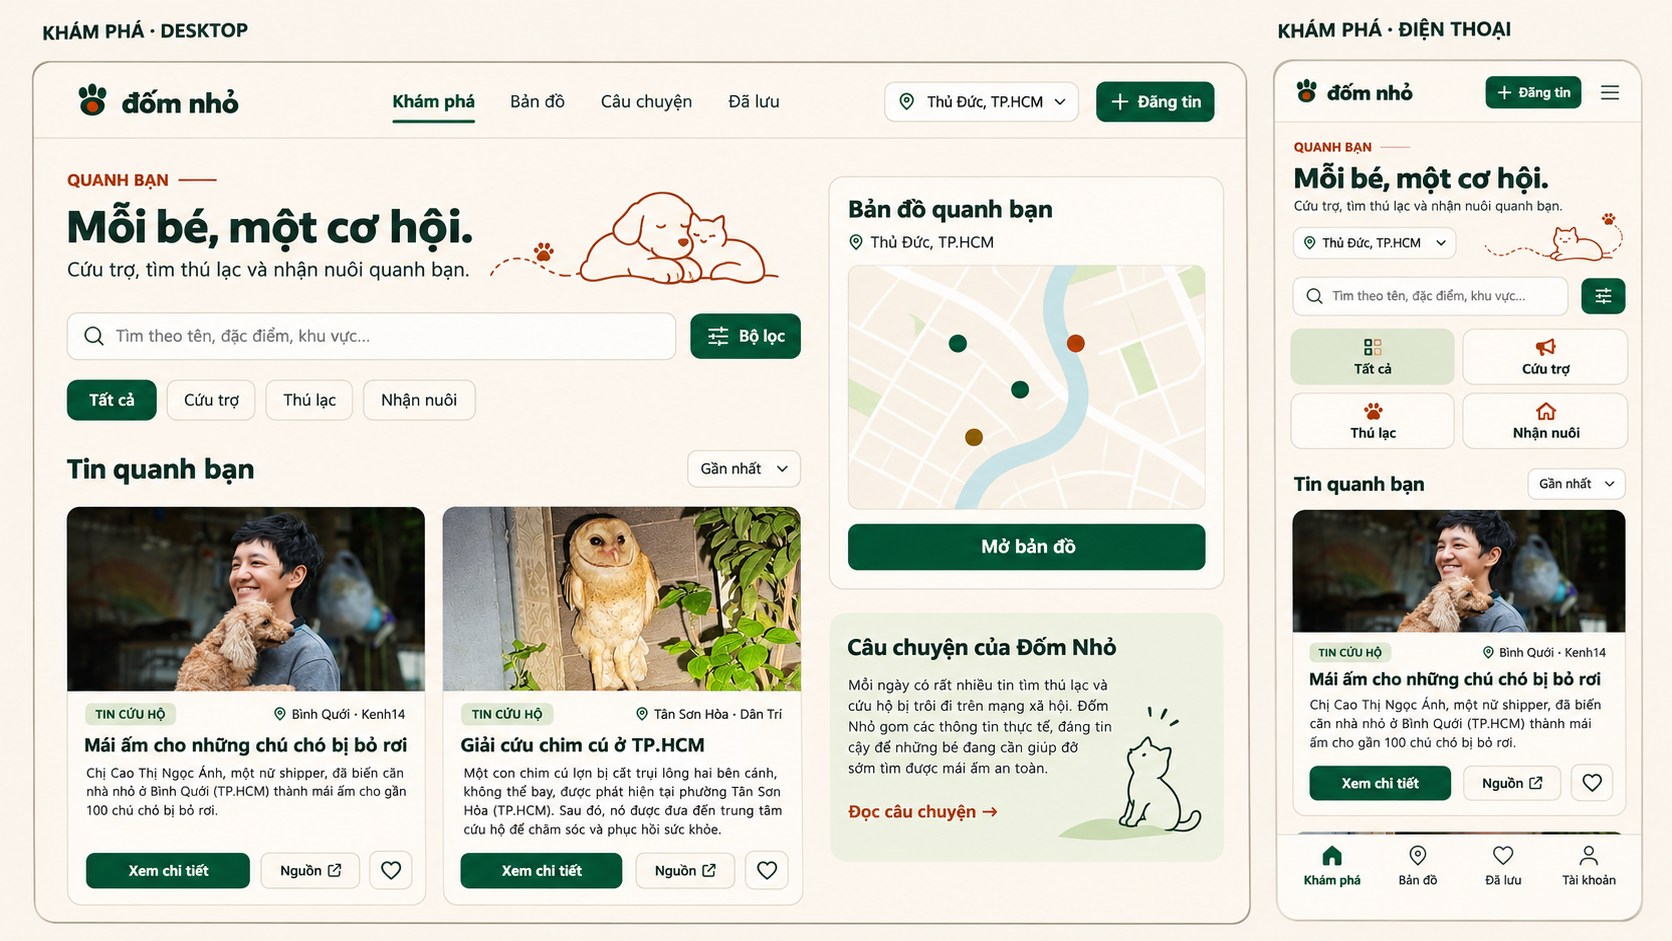 KHÁM PHÁ · DESKTOP
đốm nhỏ
Khám phá
Bản đồ
Câu chuyện
Đã lưu
Thủ Đức, TP.HCM
Đăng tin
QUANH BẠN
Mỗi bé, một cơ hội.
Cứu trợ, tìm thú lạc và nhận nuôi quanh bạn.
Tìm theo tên, đặc điểm, khu vực...
Bộ lọc
Tất cả
Cứu trợ
Thú lạc
Nhận nuôi
Tin quanh bạn
Gần nhất
TIN CỨU HỘ
Bình Quới · Kenh14
Mái ấm cho những chú chó bị bỏ rơi
Chị Cao Thị Ngọc Ánh, một nữ shipper, đã biến căn
nhà nhỏ ở Bình Quới (TP.HCM) thành mái ấm cho gần
100 chú chó bị bỏ rơi.
Xem chi tiết
Nguồn
TIN CỨU HỘ
Tân Sơn Hòa · Dân Trí
Giải cứu chim cú ở TP.HCM
Một con chim cú lợn bị cắt trụi lông hai bên cánh,
không thể bay, được phát hiện tại phường Tân Sơn
Hòa (TP.HCM). Sau đó, nó được đưa đến trung tâm
cứu hộ để chăm sóc và phục hồi sức khỏe.
Xem chi tiết
Nguồn
Bản đồ quanh bạn
Thủ Đức, TP.HCM
Mở bản đồ
Câu chuyện của Đốm Nhỏ
Mỗi ngày có rất nhiều tin tìm thú lạc và
cứu hộ bị trôi đi trên mạng xã hội. Đốm
Nhỏ gom các thông tin thực tế, đáng tin
cậy để những bé đang cần giúp đỡ
sớm tìm được mái ấm an toàn.
Đọc câu chuyện →
KHÁM PHÁ · ĐIỆN THOẠI
đốm nhỏ
Đăng tin
QUANH BẠN
Mỗi bé, một cơ hội.
Cứu trợ, tìm thú lạc và nhận nuôi quanh bạn.
Thủ Đức, TP.HCM
Tìm theo tên, đặc điểm, khu vực...
Tất cả
Cứu trợ
Thú lạc
Nhận nuôi
Tin quanh bạn
Gần nhất
TIN CỨU HỘ
Bình Quới · Kenh14
Mái ấm cho những chú chó bị bỏ rơi
Chị Cao Thị Ngọc Ánh, một nữ shipper, đã biến
căn nhà nhỏ ở Bình Quới (TP.HCM) thành mái
ấm cho gần 100 chú chó bị bỏ rơi.
Xem chi tiết
Nguồn
Khám phá
Bản đồ
Đã lưu
Tài khoản